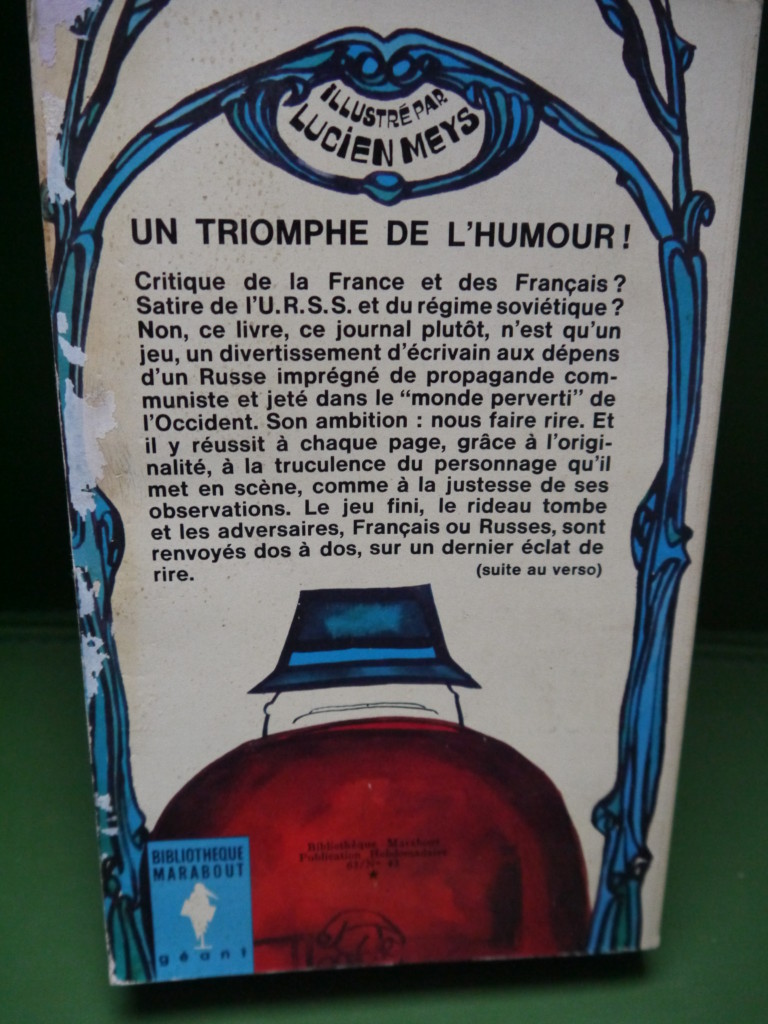 ILLUSTRÉ PAR
LUCIEN MEYS
UN TRIOMPHE DE L'HUMOUR !
Critique de la France et des Français ?
Satire de l'U.R.S.S. et du régime soviétique ?
Non, ce livre, ce journal plutôt, n'est qu'un
jeu, un divertissement d'écrivain aux dépens
d'un Russe imprégné de propagande com-
muniste et jeté dans le "monde perverti" de
l'Occident. Son ambition : nous faire rire. Et
il y réussit à chaque page, grâce à l'origi-
nalité, à la truculence du personnage qu'il
met en scène, comme à la justesse de ses
observations. Le jeu fini, le rideau tombe
et les adversaires, Français ou Russes, sont
renvoyés dos à dos, sur un dernier éclat de
rire.
(suite au verso)
Bibliothèque Marabout
Publication Hebdomadaire
BIBLIOTHEQUE
MARABOUT
géant